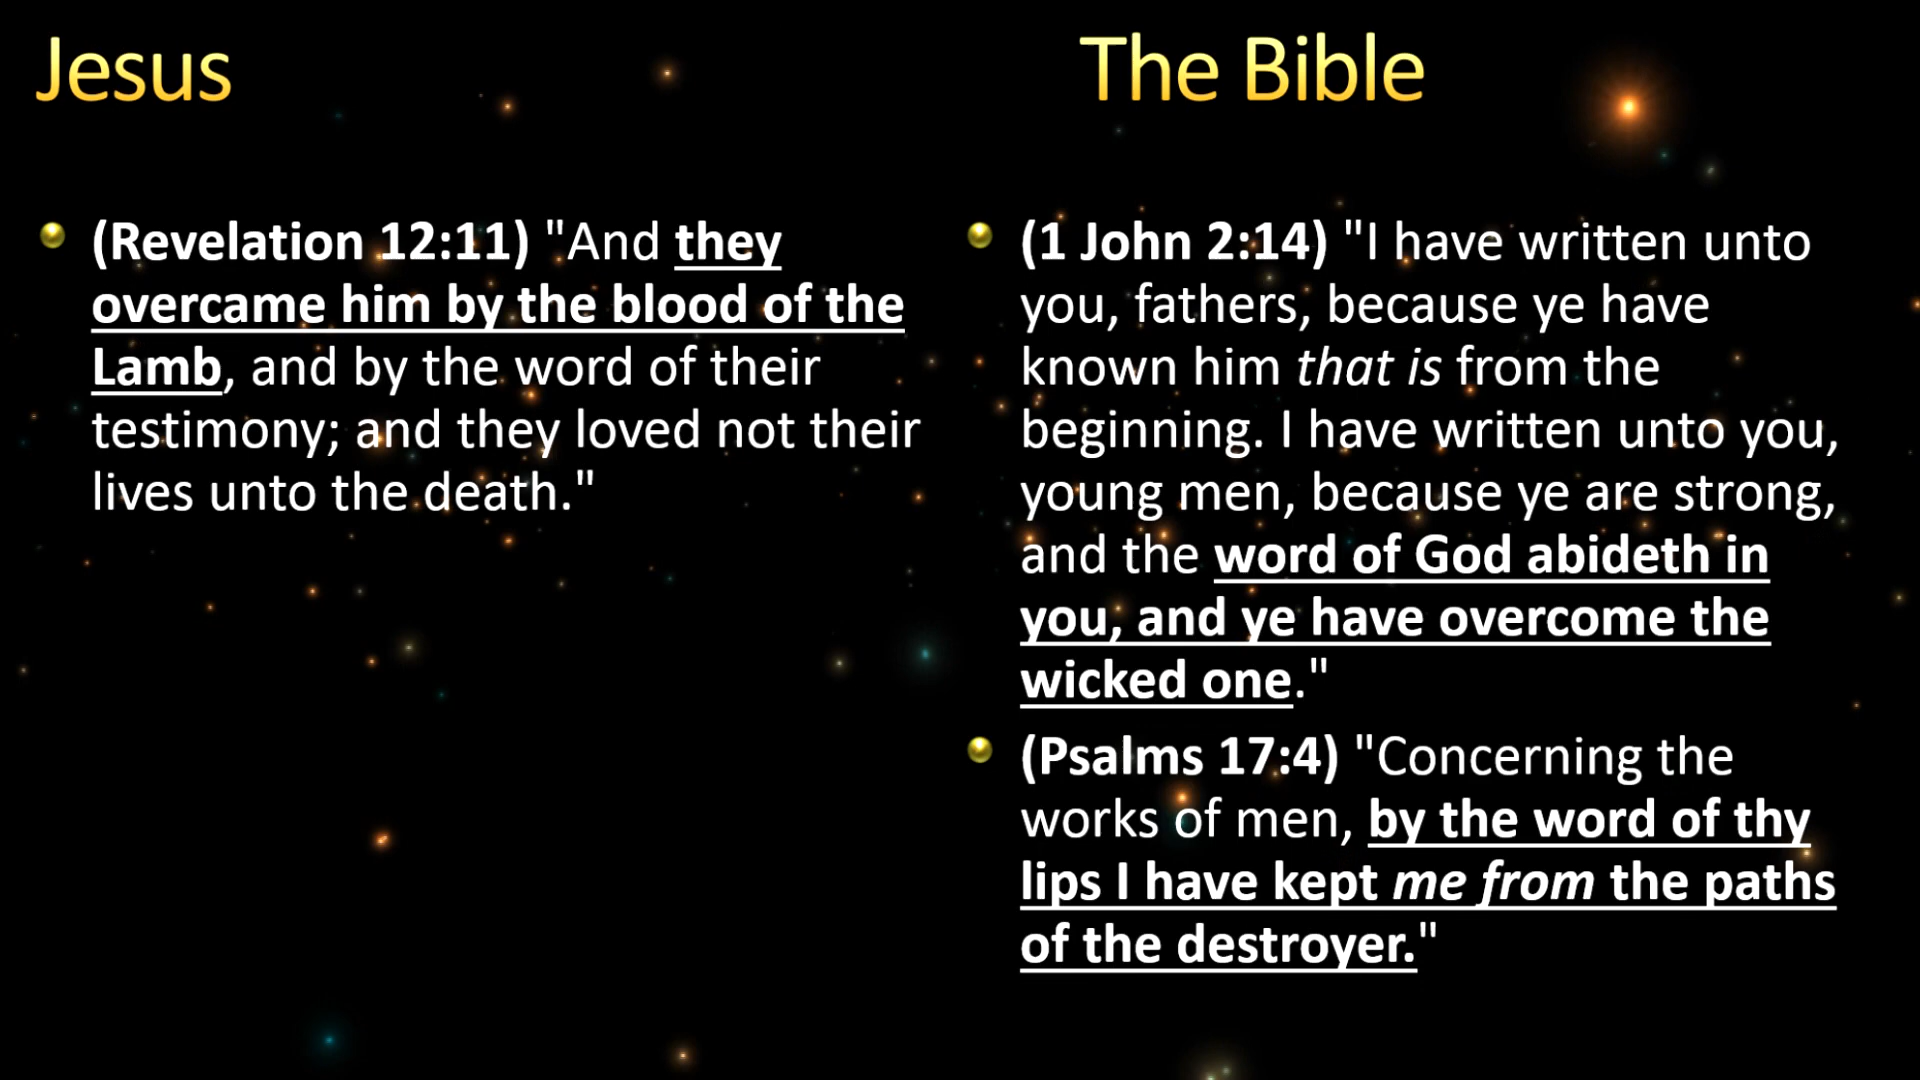 Jesus
(Revelation 12:11) "And they
overcame him by the blood of the
Lamb, and by the word of their
testimony; and they loved not their
lives unto the death."
The Bible
(1 John 2:14) "I have written unto
you, fathers, because ye have
known him that is from the
beginning. I have written unto you,
young men, because ye are strong,
and the word of God abideth in
you, and ye have overcome the
wicked one."
(Psalms 17:4) "Concerning the
works of men, by the word of thy
lips I have kept me from the paths
of the destroyer."